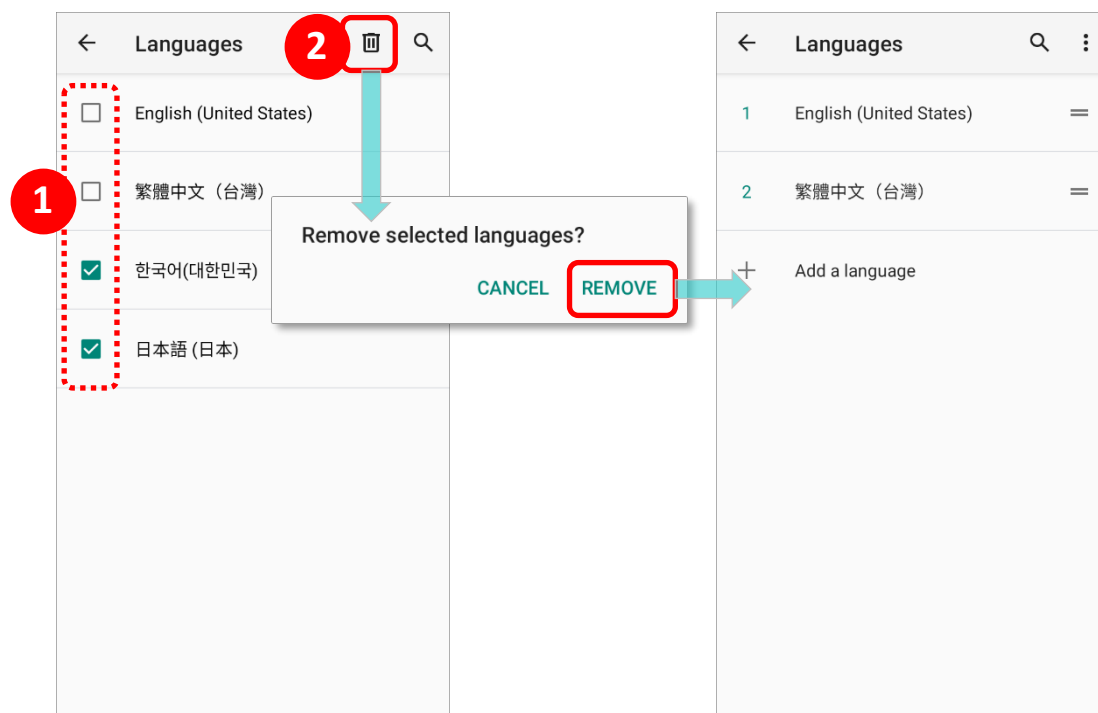 Languages
2
English (United States)
1
繁體中文（台灣）
한국어(대한민국)
日本語 (日本)
Remove selected languages?
CANCEL REMOVE
Languages
1 English (United States)
2 繁體中文（台灣）
Add a language